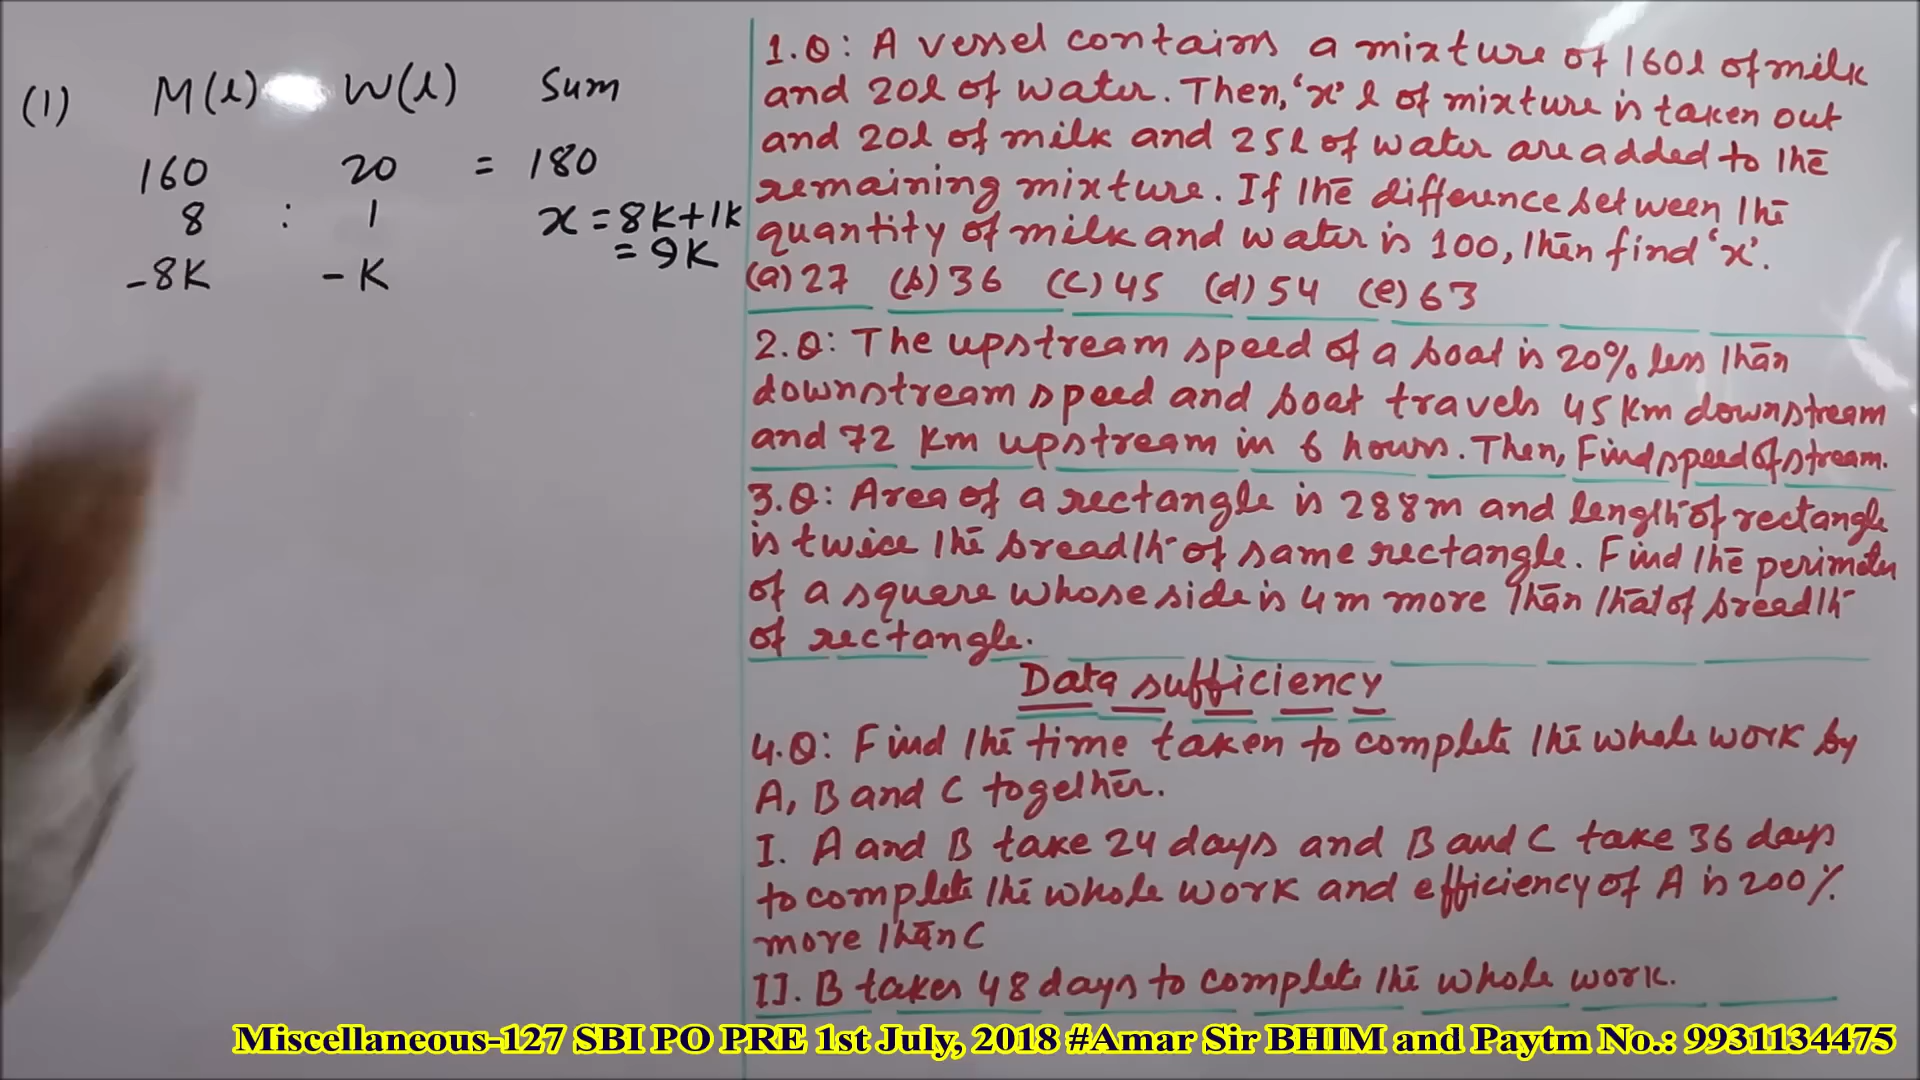 (1) M(l) W(l) Sum
160 20 = 180
8 : 1 x = 8K+1K
= 9K
-8K -K
1.Q: A vessel contains a mixture of 160l of milk
and 20l of water. Then, 'x' l of mixture is taken out
and 20l of milk and 25l of water are added to the
remaining mixture. If the difference between the
quantity of milk and water is 100, then find 'x'.
(a) 27 (b) 36 (c) 45 (d) 54 (e) 63
2.Q: The upstream speed of a boat is 20% less than
downstream speed and boat travels 45 km downstream
and 72 km upstream in 6 hours. Then, Find speed of stream.
3.Q: Area of a rectangle is 288m and length of rectangle
is twice the breadth of same rectangle. Find the perimeter
of a square whose side is 4m more than that of breadth
of rectangle.
Data sufficiency
4.Q: Find the time taken to complete the whole work by
A, B and C together.
I. A and B take 24 days and B and C take 36 days
to complete the whole work and efficiency of A is 200%
more than C
II. B takes 48 days to complete the whole work.
Miscellaneous-127 SBI PO PRE 1st July, 2018 #Amar Sir BHIM and Paytm No.: 9931134475